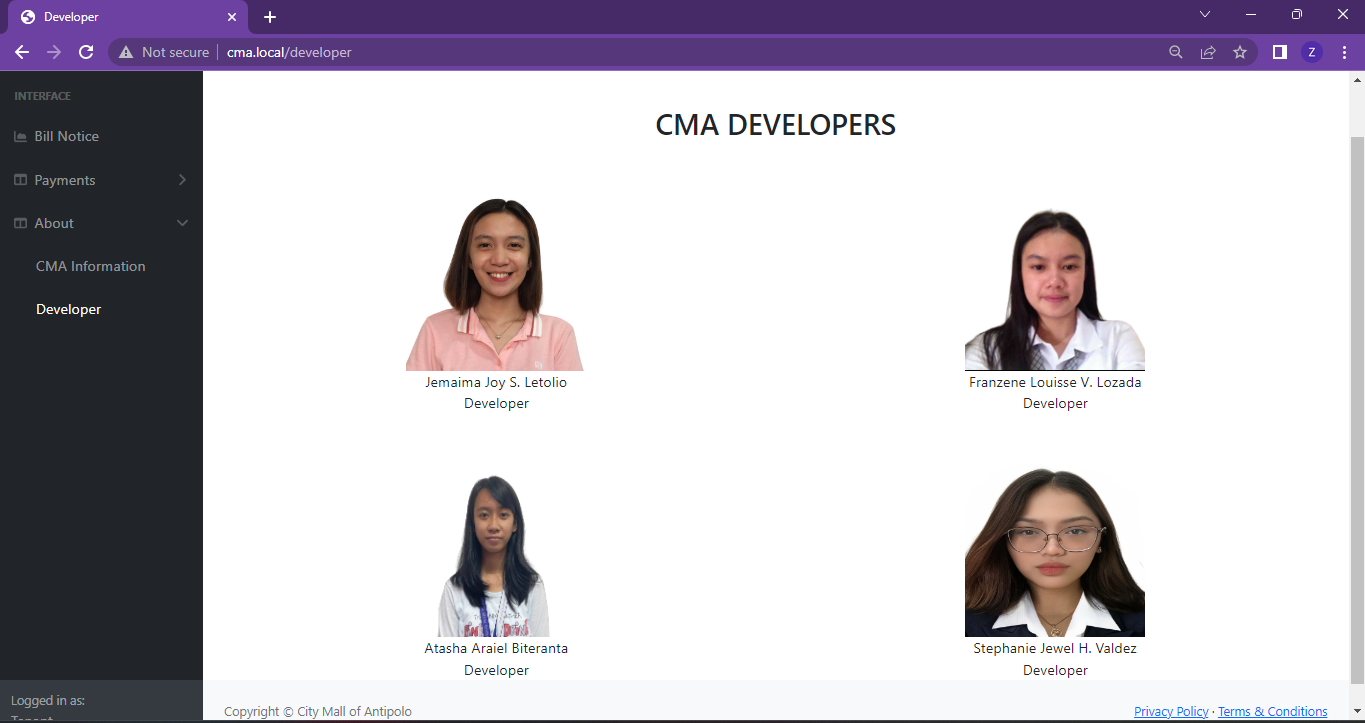 Developer
Not secure
cma.local/developer
Z
INTERFACE
Bill Notice
Payments
About
CMA Information
Developer
Logged in as:
Tenant
CMA DEVELOPERS
Jemaima Joy S. Letolio
Developer
Franzene Louisse V. Lozada
Developer
Atasha Araiel Biteranta
Developer
Stephanie Jewel H. Valdez
Developer
Copyright © City Mall of Antipolo
Privacy Policy · Terms & Conditions